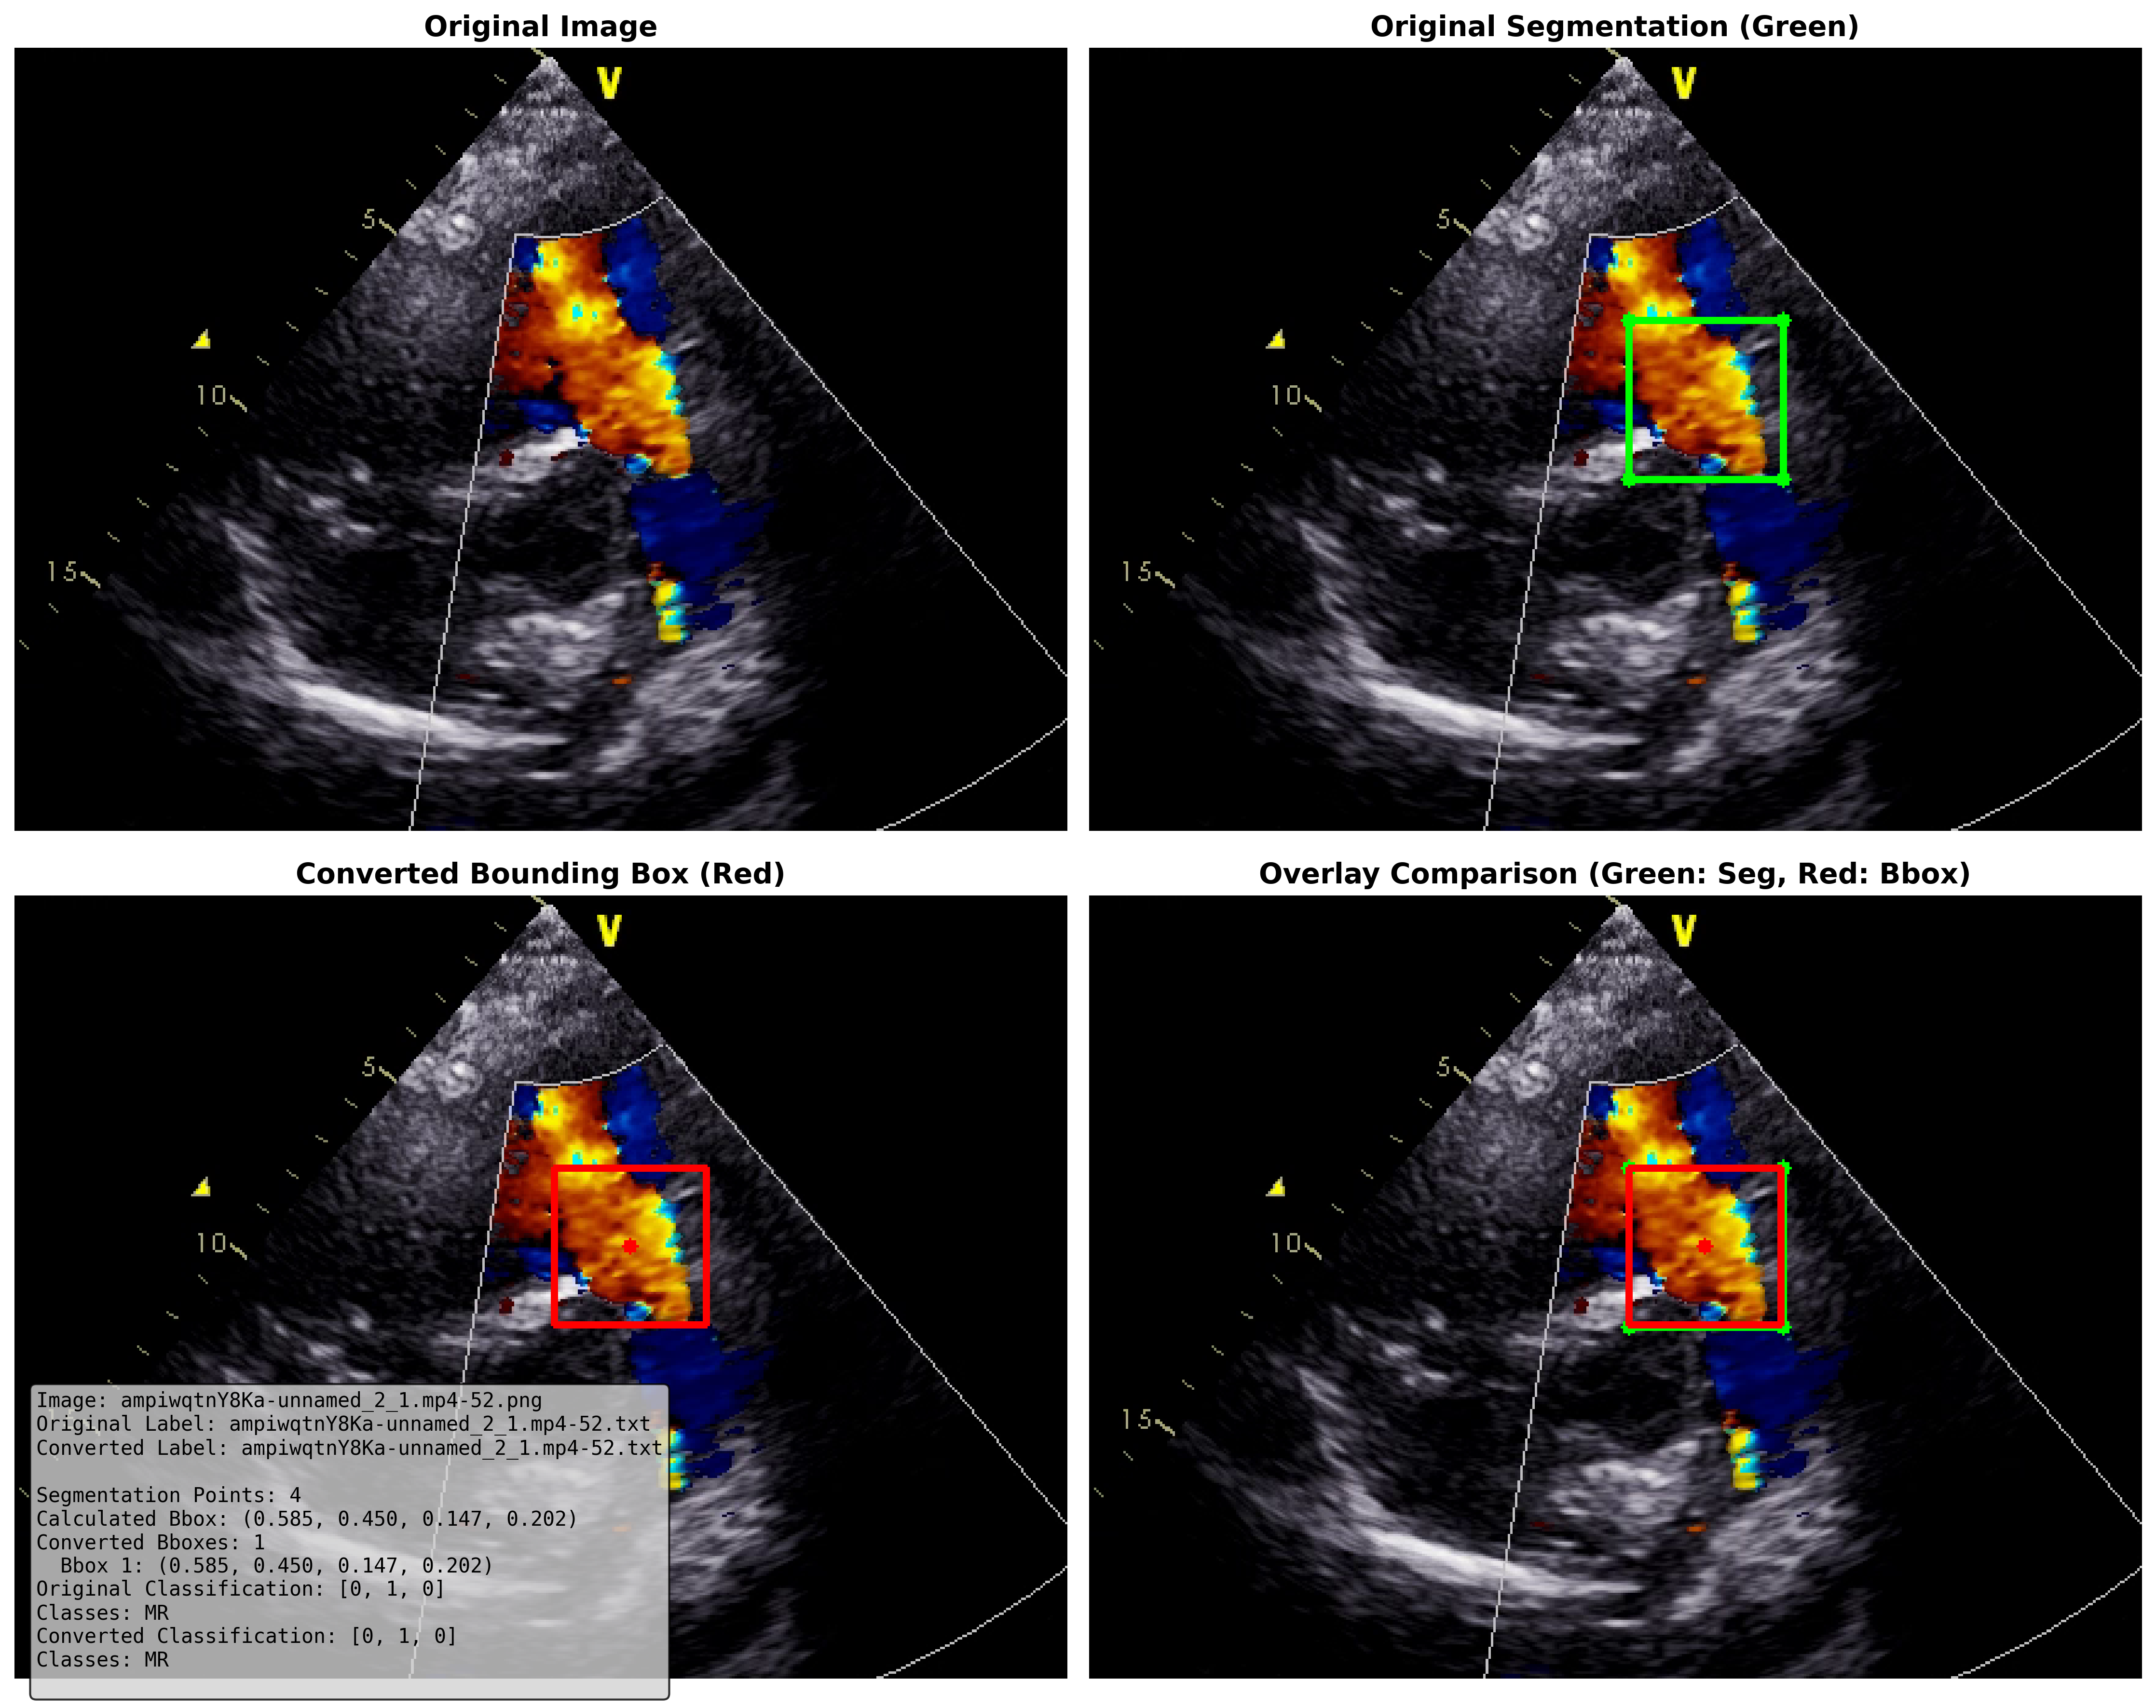 Original Image
V
5
10
15
Original Segmentation (Green)
V
5
10
15
Converted Bounding Box (Red)
V
5
10
Image: ampiwqtnY8Ka-unnamed_2_1.mp4-52.png
Original Label: ampiwqtnY8Ka-unnamed_2_1.mp4-52.txt
Converted Label: ampiwqtnY8Ka-unnamed_2_1.mp4-52.txt
Segmentation Points: 4
Calculated Bbox: (0.585, 0.450, 0.147, 0.202)
Converted Bboxes: 1
Bbox 1: (0.585, 0.450, 0.147, 0.202)
Original Classification: [0, 1, 0]
Classes: MR
Converted Classification: [0, 1, 0]
Classes: MR
Overlay Comparison (Green: Seg, Red: Bbox)
V
5
10
15